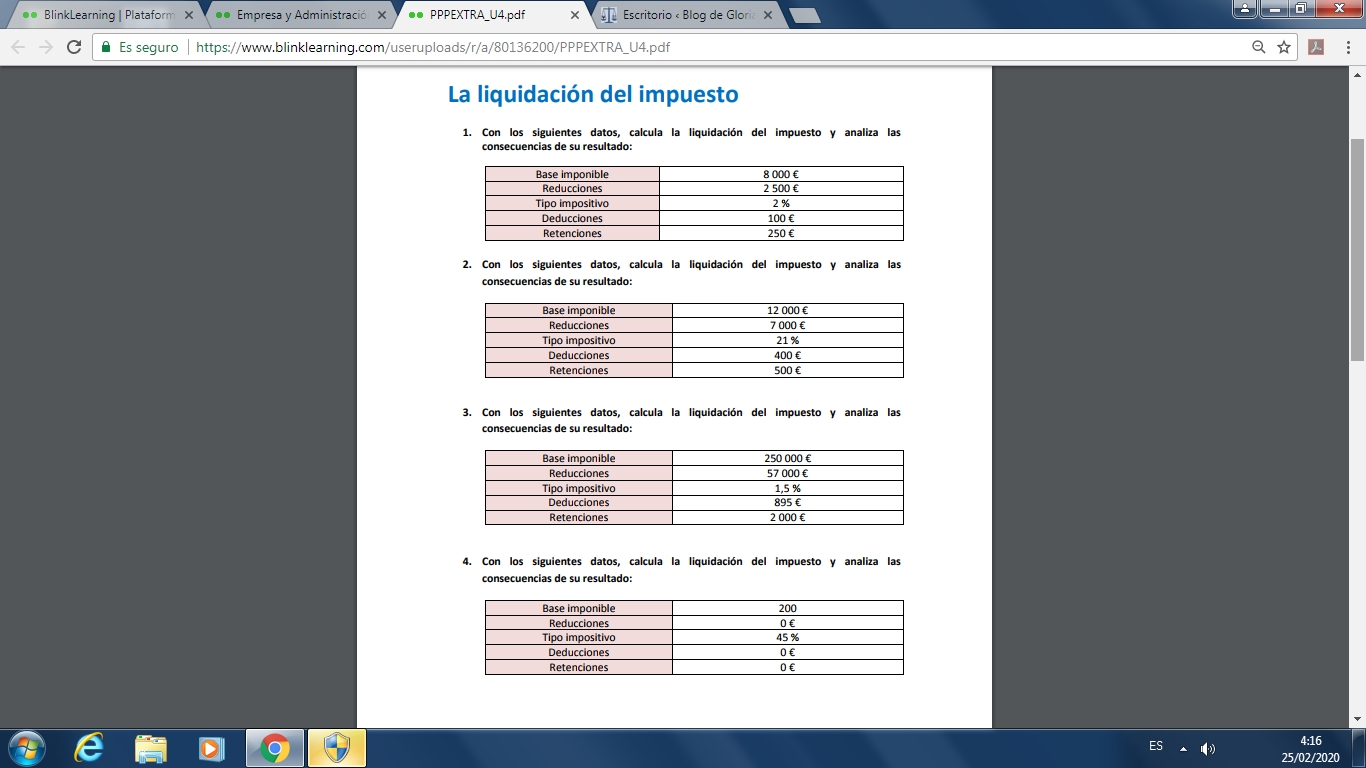 BlinkLearning | Plataform
Empresa y Administració
PPPEXTRA_U4.pdf
Escritorio ‹ Blog de Gloria
Es seguro | https://www.blinklearning.com/useruploads/r/a/80136200/PPPEXTRA_U4.pdf
La liquidación del impuesto
1. Con los siguientes datos, calcula la liquidación del impuesto y analiza las
consecuencias de su resultado:
Base imponible 8 000 €
Reducciones 2 500 €
Tipo impositivo 2 %
Deducciones 100 €
Retenciones 250 €
2. Con los siguientes datos, calcula la liquidación del impuesto y analiza las
consecuencias de su resultado:
Base imponible 12 000 €
Reducciones 7 000 €
Tipo impositivo 21 %
Deducciones 400 €
Retenciones 500 €
3. Con los siguientes datos, calcula la liquidación del impuesto y analiza las
consecuencias de su resultado:
Base imponible 250 000 €
Reducciones 57 000 €
Tipo impositivo 1,5 %
Deducciones 895 €
Retenciones 2 000 €
4. Con los siguientes datos, calcula la liquidación del impuesto y analiza las
consecuencias de su resultado:
Base imponible 200
Reducciones 0 €
Tipo impositivo 45 %
Deducciones 0 €
Retenciones 0 €
ES
4:16
25/02/2020